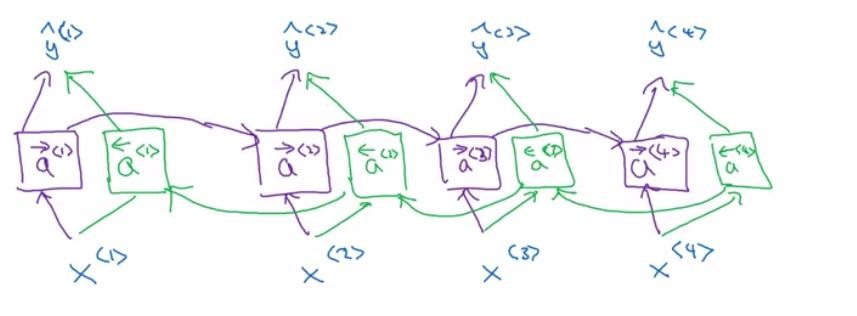 ŷ<1> ŷ<2> ŷ<3> ŷ<4>
→a<1> ←a<1> →a<2> ←a<2> →a<3> ←a<3> →a<4> ←a<4>
x<1> x<2> x<3> x<4>